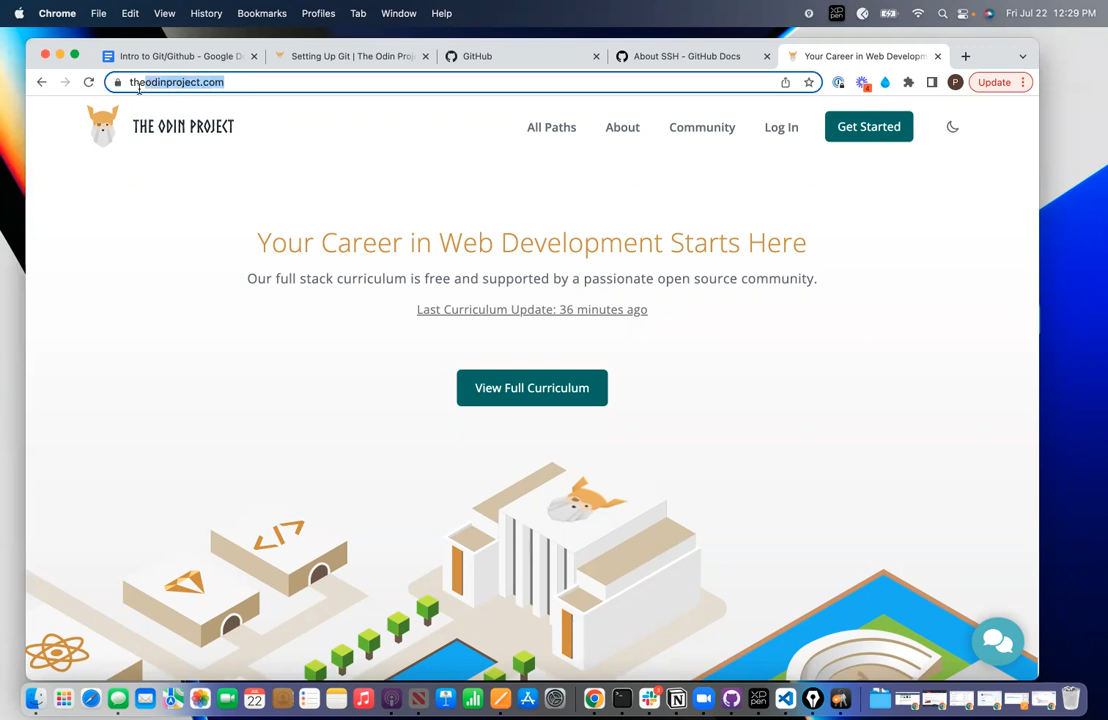 Chrome File Edit View History Bookmarks Profiles Tab Window Help Fri Jul 22 12:29 PM
Intro to Git/Github - Google Do Setting Up Git | The Odin Proj GitHub About SSH - GitHub Docs Your Career in Web Developm
theodinproject.com Update
THE ODIN PROJECT All Paths About Community Log In Get Started
Your Career in Web Development Starts Here
Our full stack curriculum is free and supported by a passionate open source community.
Last Curriculum Update: 36 minutes ago
View Full Curriculum